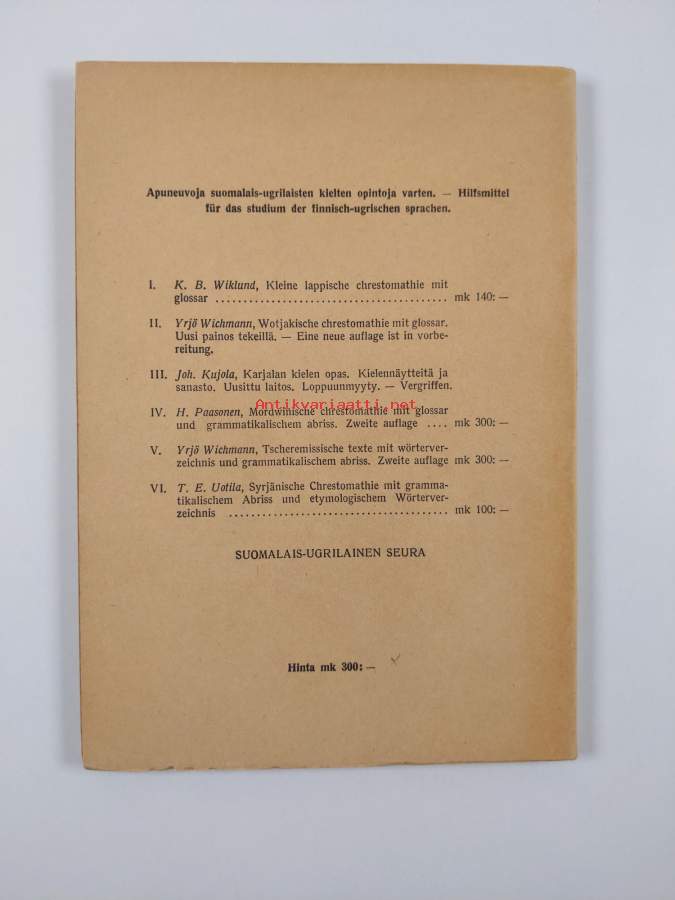 Apuneuvoja suomalais-ugrilaisten kielten opintoja varten. — Hilfsmittel
für das studium der finnisch-ugrischen sprachen.
I. K. B. Wiklund, Kleine lappische chrestomathie mit
glossar ........................................... mk 140: —
II. Yrjö Wichmann, Wotjakische chrestomathie mit glossar.
Uusi painos tekeillä. — Eine neue auflage ist in vorbe-
reitung.
III. Joh. Kujola, Karjalan kielen opas. Kielennäytteitä ja
sanasto. Uusittu laitos. Loppuunmyyty. — Vergriffen.
Antikvariaatti.net
IV. H. Paasonen, Mordwinische chrestomathie mit glossar
und grammatikalischem abriss. Zweite auflage .... mk 300: —
V. Yrjö Wichmann, Tscheremissische texte mit wörterver-
zeichnis und grammatikalischem abriss. Zweite auflage mk 300: —
VI. T. E. Uotila, Syrjänische Chrestomathie mit gramma-
tikalischem Abriss und etymologischem Wörterver-
zeichnis ........................................ mk 100: —
SUOMALAIS-UGRILAINEN SEURA
Hinta mk 300: —